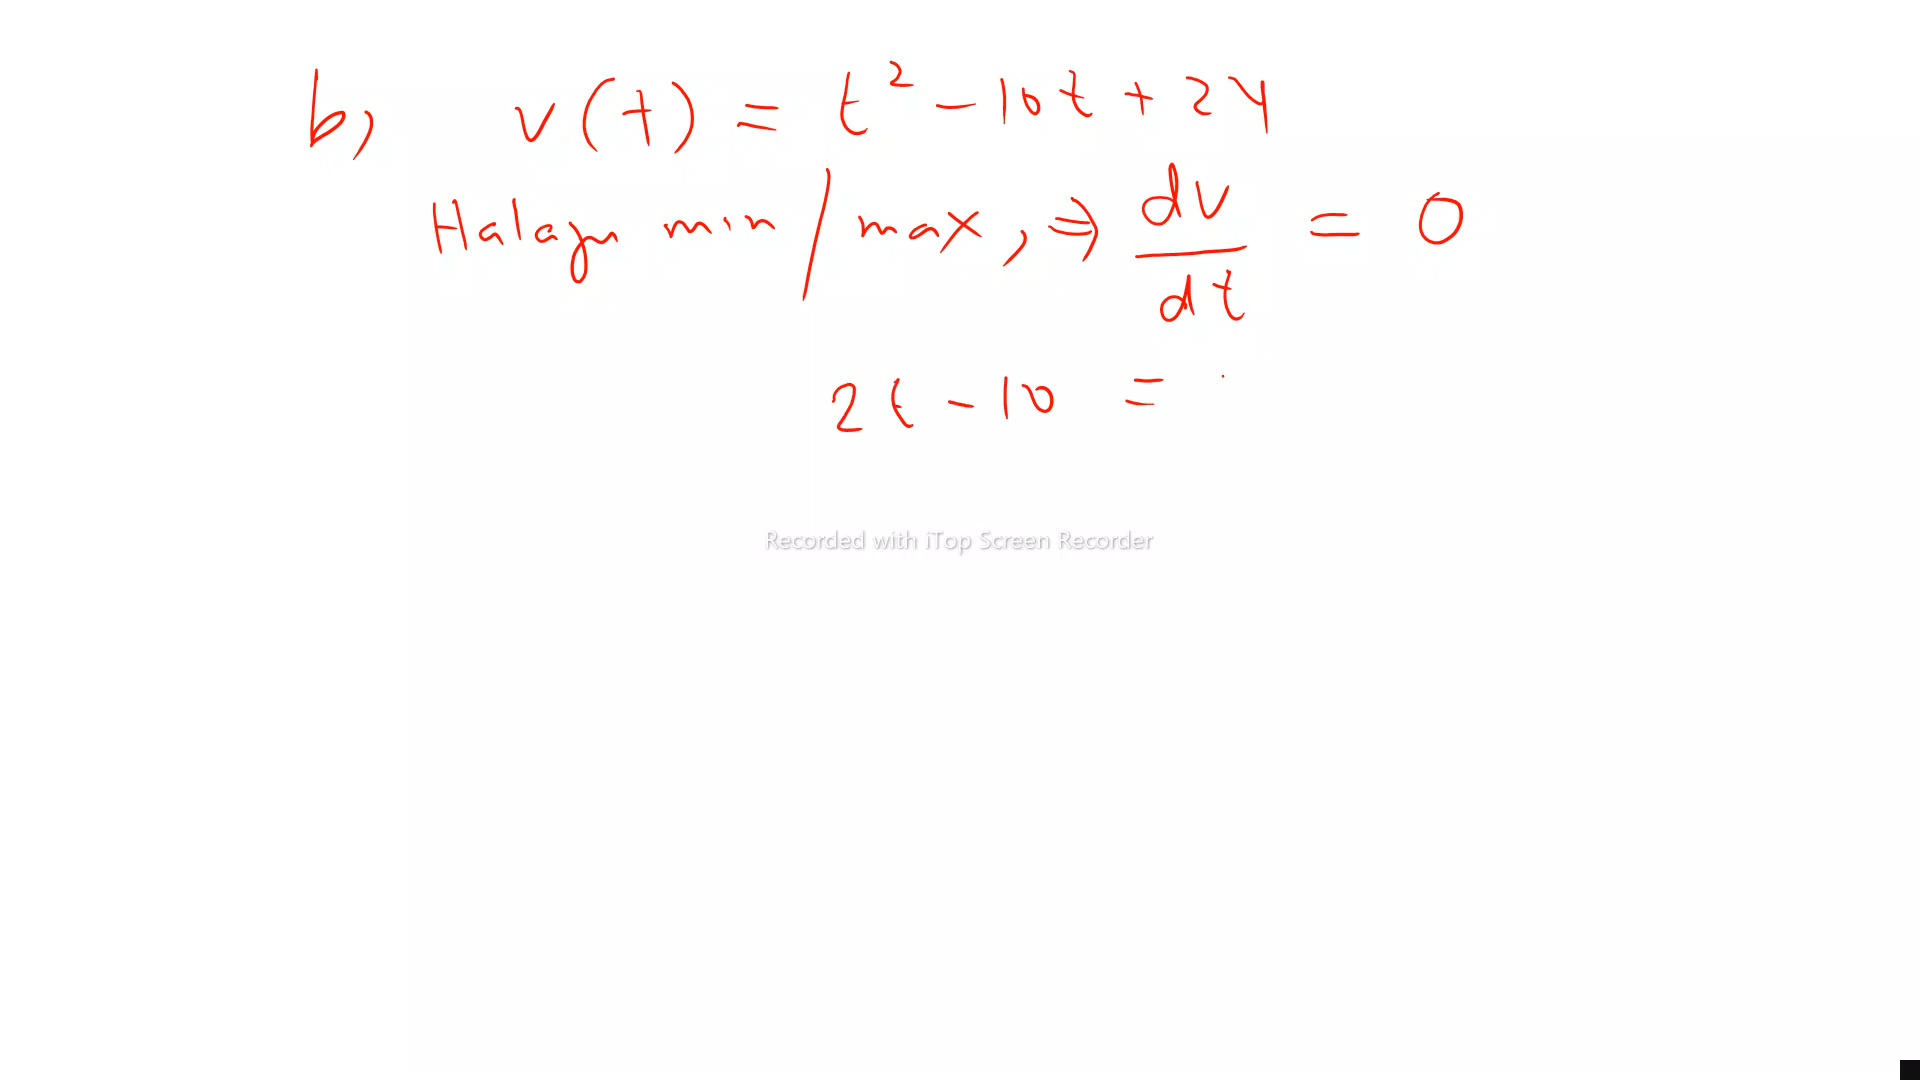 b, v(t) = t² - 10t + 24
Halaju min / max, ⇒ dv/dt = 0
2t - 10 =
Recorded with iTop Screen Recorder